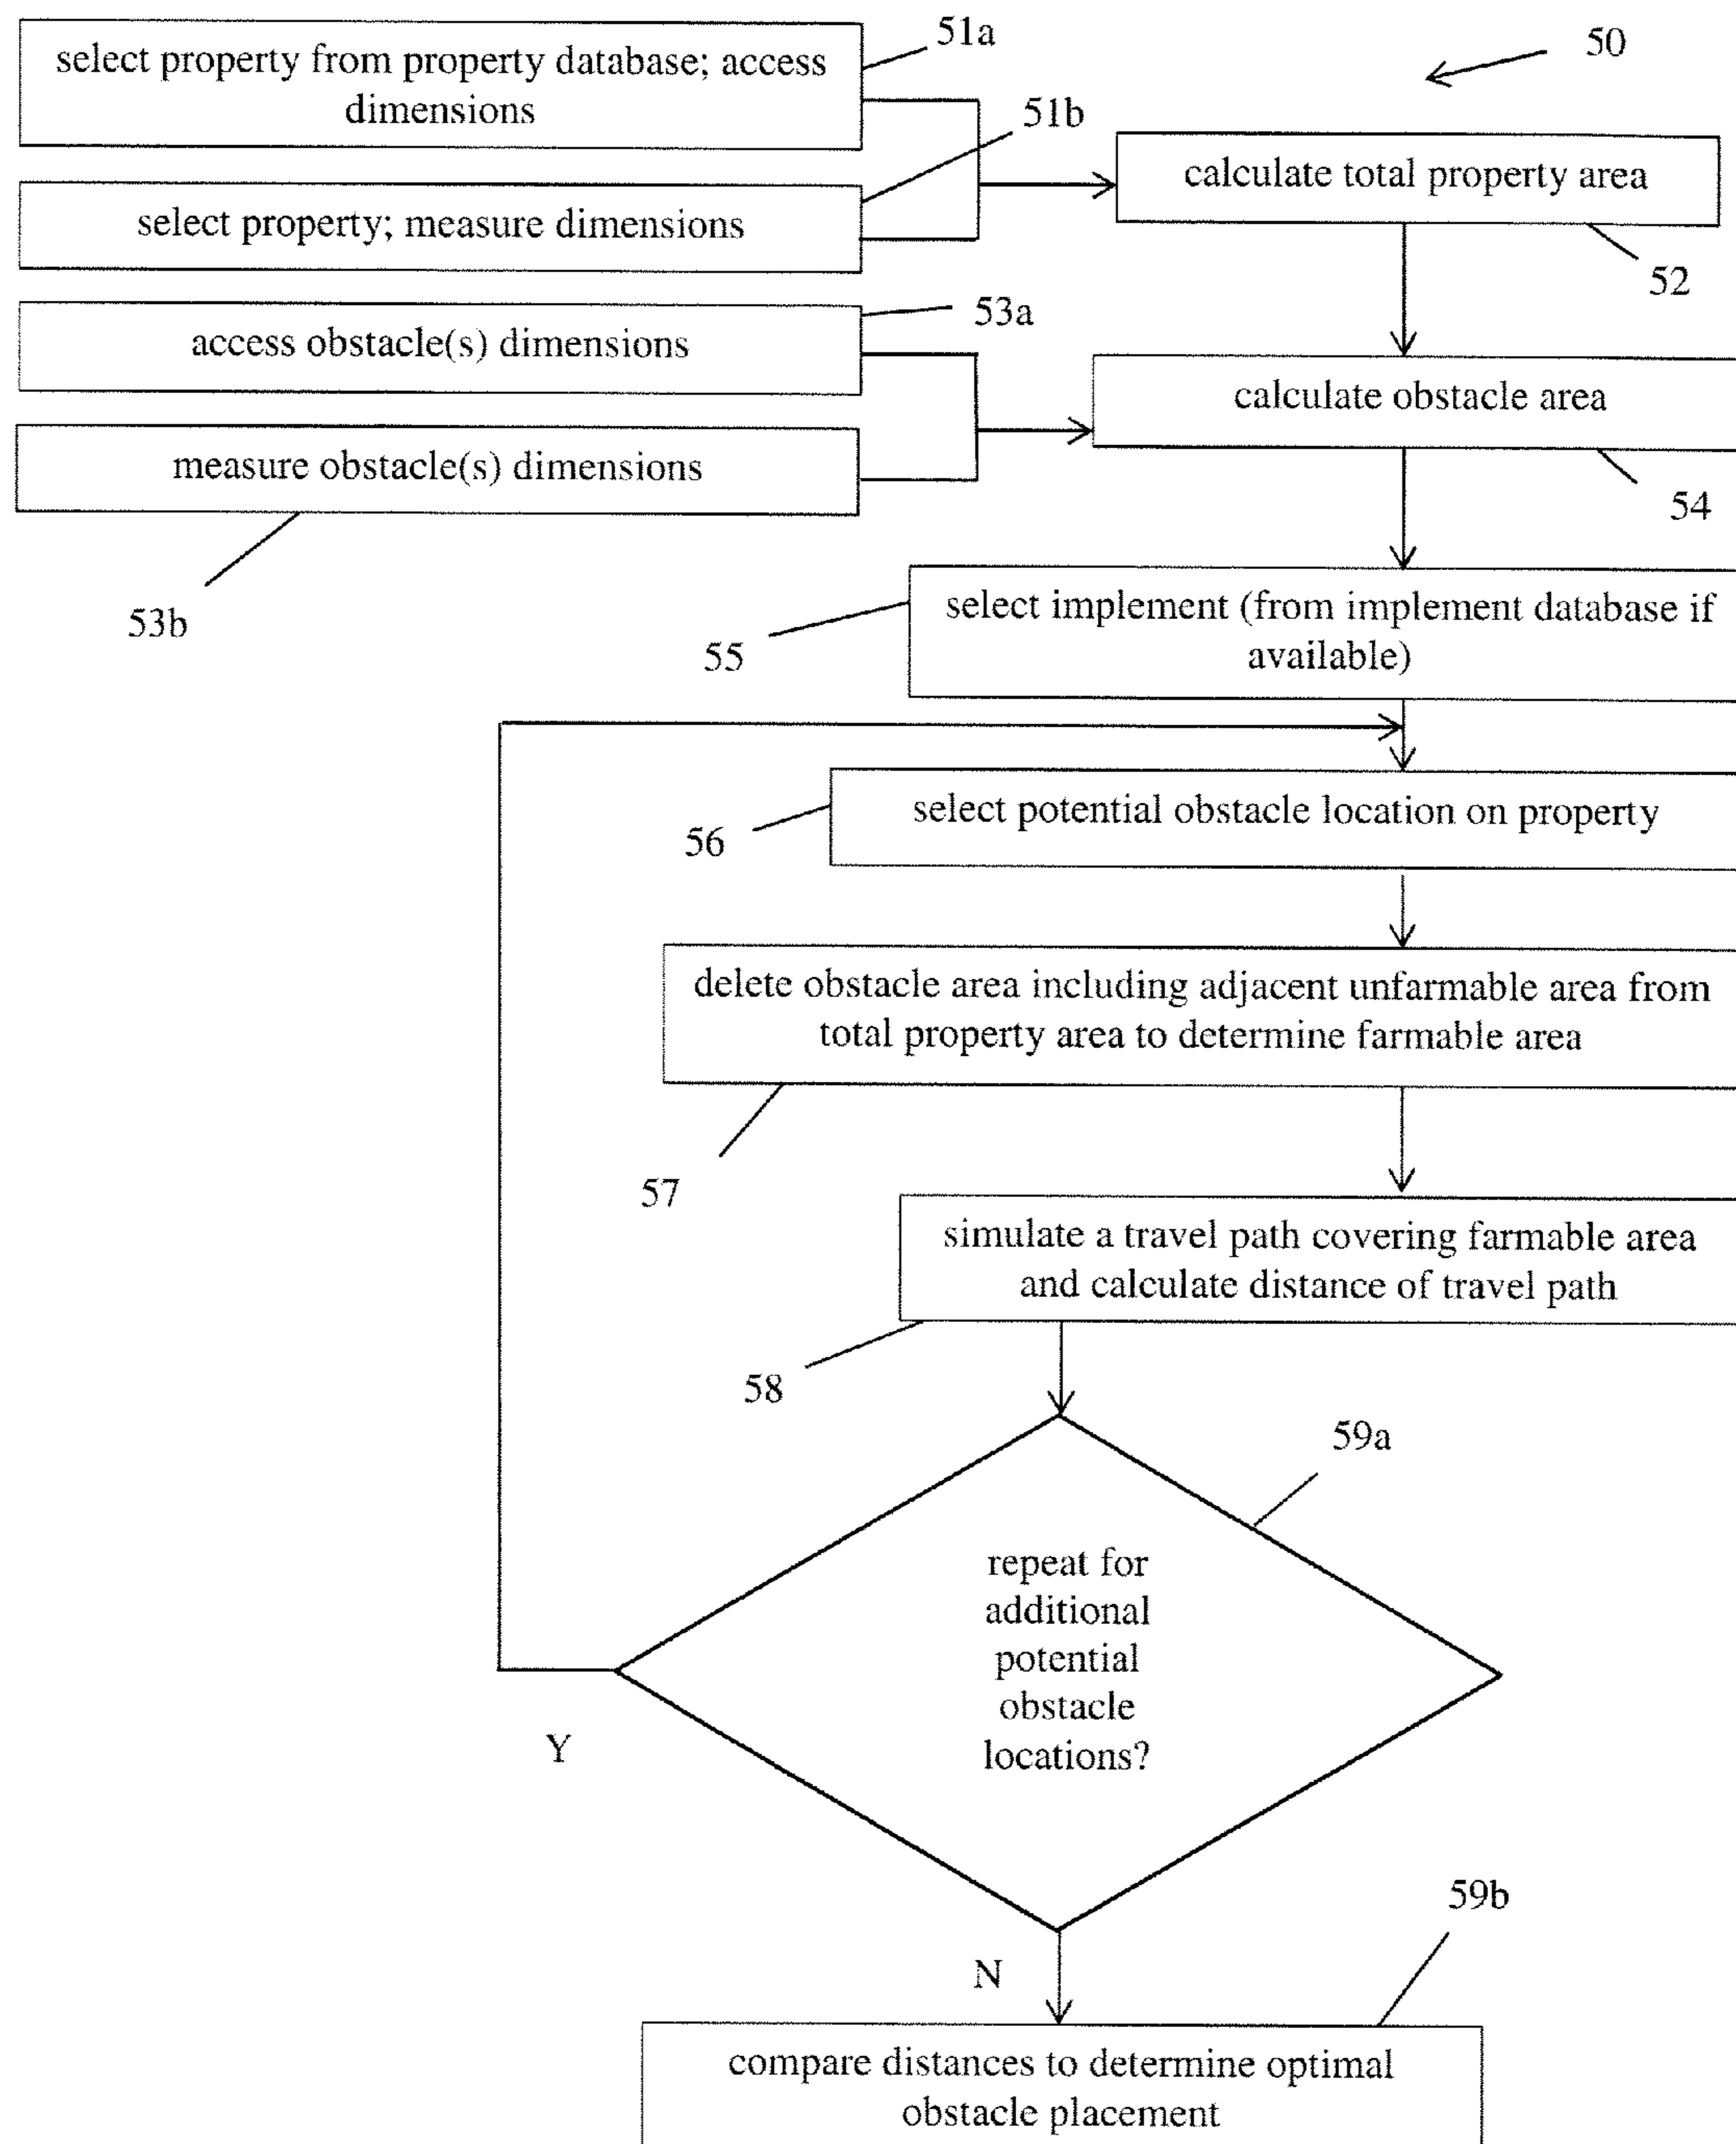 51a
50
select property from property database; access
dimensions
51b
calculate total property area
select property; measure dimensions
52
53a
access obstacle(s) dimensions
calculate obstacle area
measure obstacle(s) dimensions
54
53b
select implement (from implement database if
available)
55
select potential obstacle location on property
56
delete obstacle area including adjacent unfarmable area from
total property area to determine farmable area
57
simulate a travel path covering farmable area
and calculate distance of travel path
58
59a
repeat for
additional
potential
obstacle
locations?
Y
59b
N
compare distances to determine optimal
obstacle placement